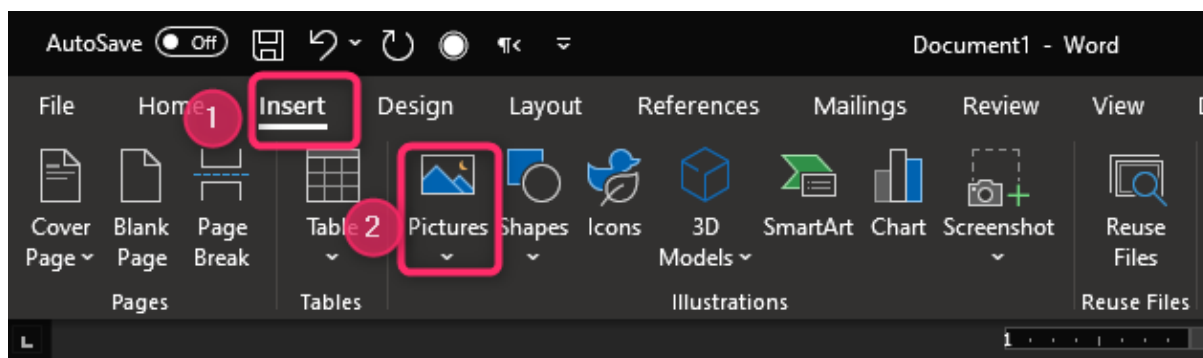 AutoSave Off Document1 - Word
File Home Insert Design Layout References Mailings Review View
1
Cover Page Blank Page Page Break Table Pictures Shapes Icons 3D Models SmartArt Chart Screenshot Reuse Files
2
Pages Tables Illustrations Reuse Files
L 1